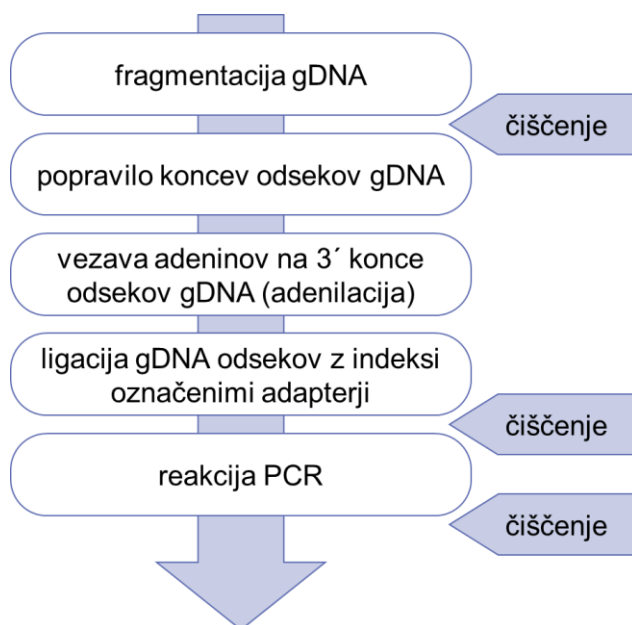 fragmentacija gDNA
čiščenje
popravilo koncev odsekov gDNA
vezava adeninov na 3´ konce
odsekov gDNA (adenilacija)
ligacija gDNA odsekov z indeksi
označenimi adapterji
čiščenje
reakcija PCR
čiščenje